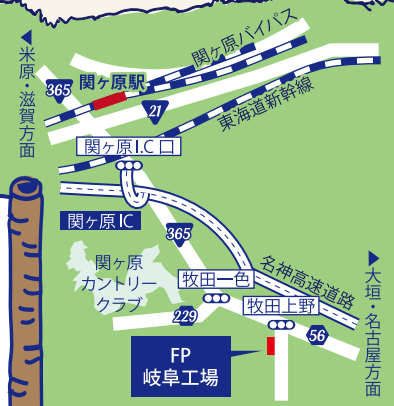 関ヶ原バイパス
米原・滋賀方面
365
関ヶ原駅
21
東海道新幹線
関ヶ原I.C 口
関ヶ原 IC
365
関ヶ原
カントリー
クラブ
牧田一色
名神高速道路
大垣・名古屋方面
牧田上野
229
56
FP
岐阜工場